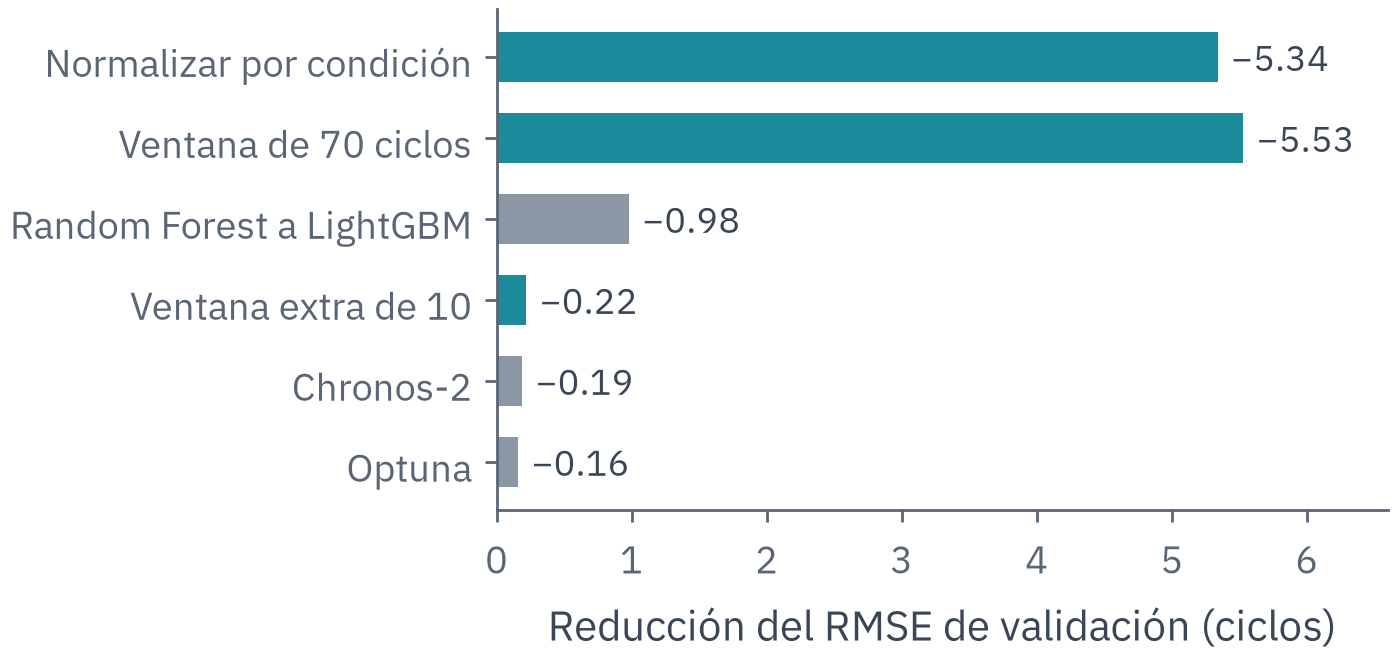 Normalizar por condición −5.34
Ventana de 70 ciclos −5.53
Random Forest a LightGBM −0.98
Ventana extra de 10 −0.22
Chronos-2 −0.19
Optuna −0.16
0 1 2 3 4 5 6
Reducción del RMSE de validación (ciclos)